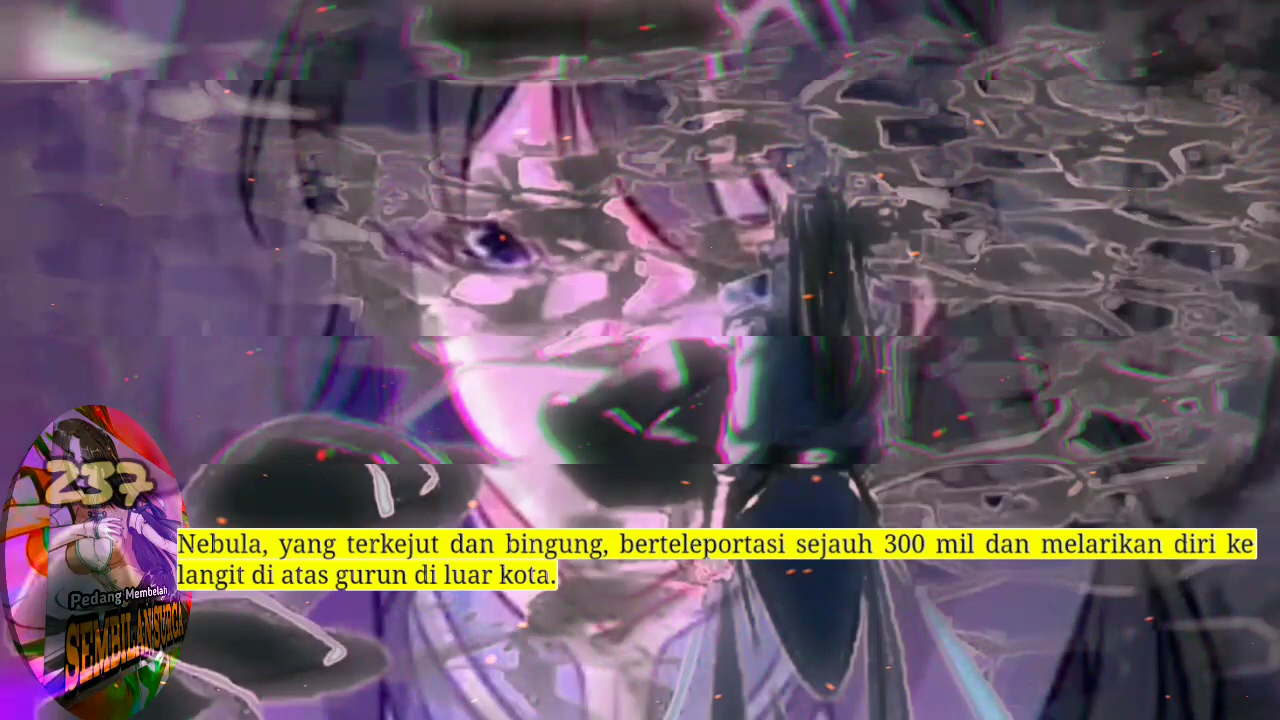 237
Nebula, yang terkejut dan bingung, berteleportasi sejauh 300 mil dan melarikan diri ke
langit di atas gurun di luar kota.
Pedang Membelah
SEMBILAN SURGA